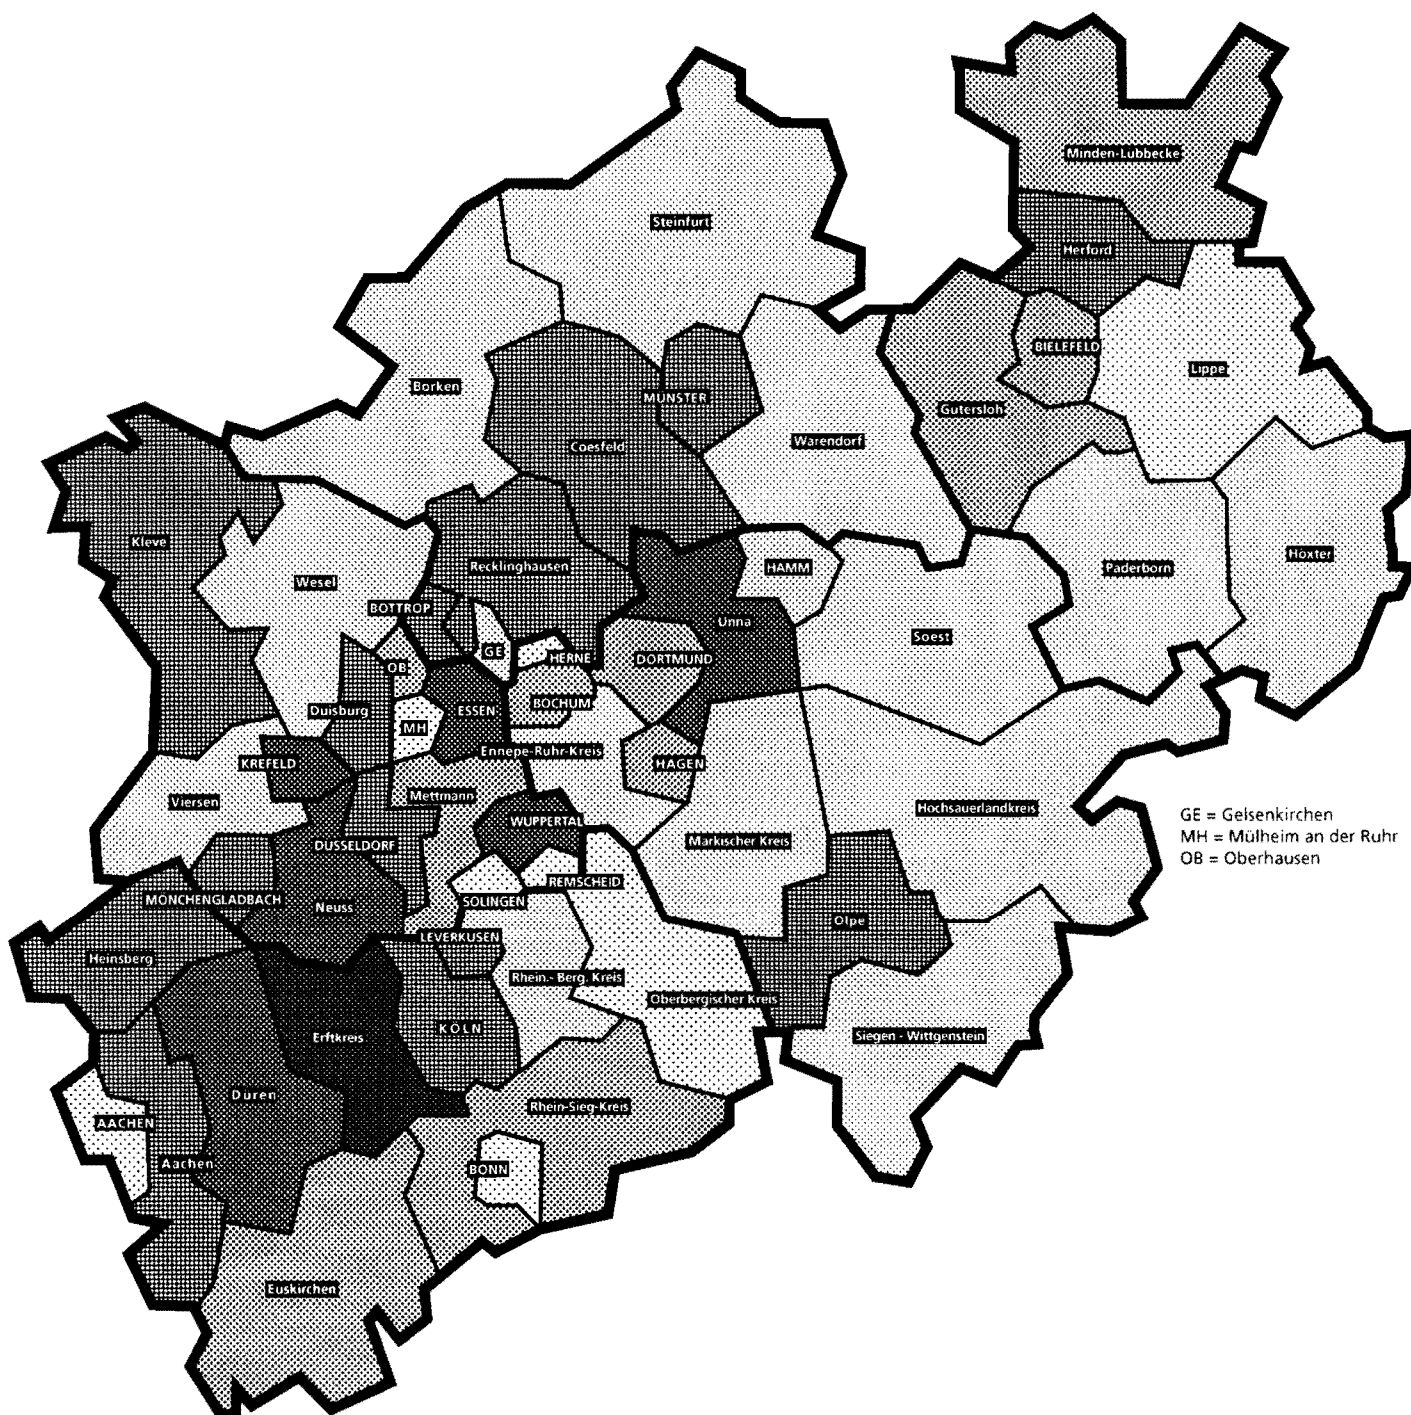 Minden-Lubbecke
Steinfurt
Herford
BIELEFELD
Lippe
Borken
MUNSTER
Gutersloh
Warendorf
Coesfeld
Kleve
Wesel
Recklinghausen
HAMM
Paderborn
Hoxter
BOTTROP
Unna
Soest
GE
HERNE
DORTMUND
OB
Duisburg
ESSEN
BOCHUM
MH
Ennepe-Ruhr-Kreis
KREFELD
HAGEN
Viersen
Mettmann
Hochsauerlandkreis
WUPPERTAL
Markischer Kreis
DUSSELDORF
GE = Gelsenkirchen
MH = Mülheim an der Ruhr
OB = Oberhausen
REMSCHEID
MONCHENGLADBACH
Neuss
SOLINGEN
Olpe
LEVERKUSEN
Heinsberg
Rhein.- Berg. Kreis
Oberbergischer Kreis
Erftkreis
KÖLN
Siegen - Wittgenstein
Duren
Rhein-Sieg-Kreis
AACHEN
Aachen
BONN
Euskirchen